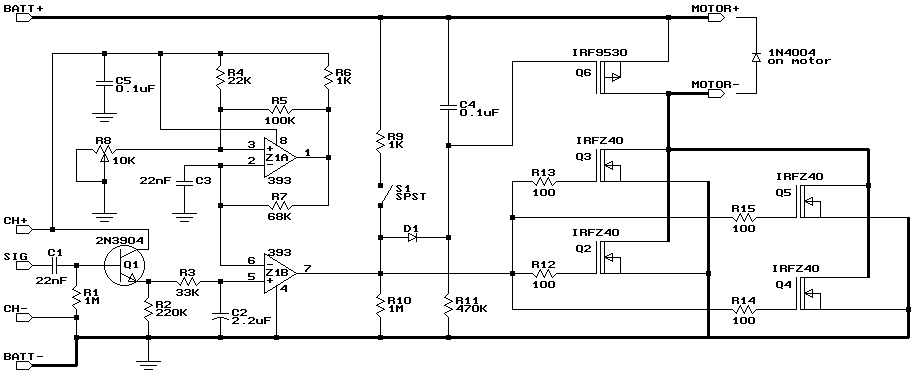 BATT+
MOTOR+
IRF9530
Q6
1N4004
on motor
MOTOR-
C5
0.1uF
R4
22K
R6
1K
R5
100K
C4
0.1uF
R9
1K
R8
10K
3
+
8
Z1A
1
2
-
393
22nF
C3
R7
68K
S1
SPST
IRFZ40
Q3
R13
100
IRFZ40
Q5
R15
100
CH+
2N3904
Q1
D1
IRFZ40
Q2
R12
100
SIG
C1
22nF
393
6
-
Z1B
7
5
+
4
R3
33K
IRFZ40
Q4
R14
100
R1
1M
R2
220K
C2
2.2uF
R10
1M
R11
470K
CH-
BATT-